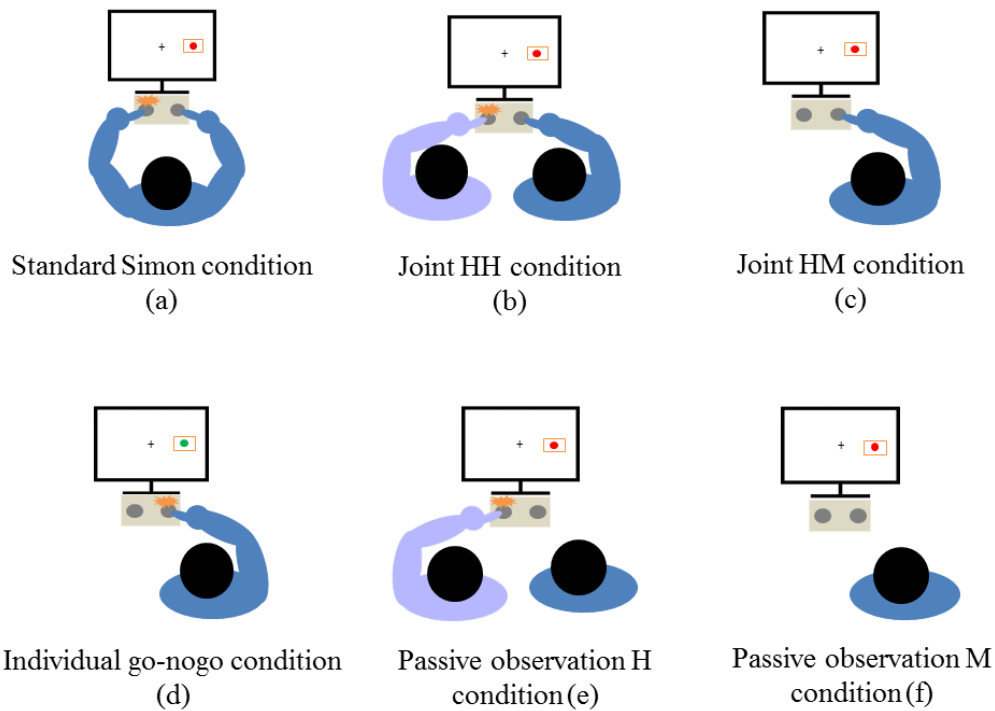 Standard Simon condition
(a)
Joint HH condition
(b)
Joint HM condition
(c)
Individual go-nogo condition
(d)
Passive observation H
condition (e)
Passive observation M
condition (f)